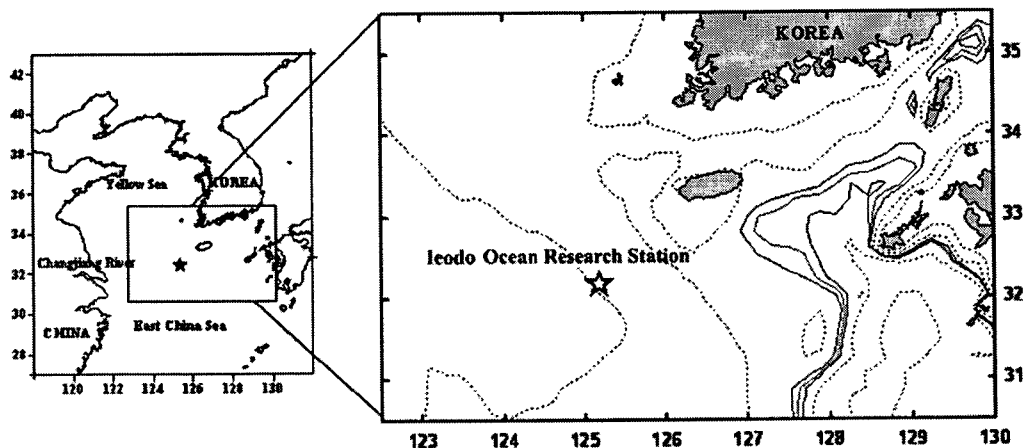 42
40
38
36
34
32
30
28
120 122 124 126 128 130
Yellow Sea
KOREA
Changjiang River
CHINA
East China Sea
KOREA
Ieodo Ocean Research Station
35
34
33
32
31
123 124 125 126 127 128 129 130